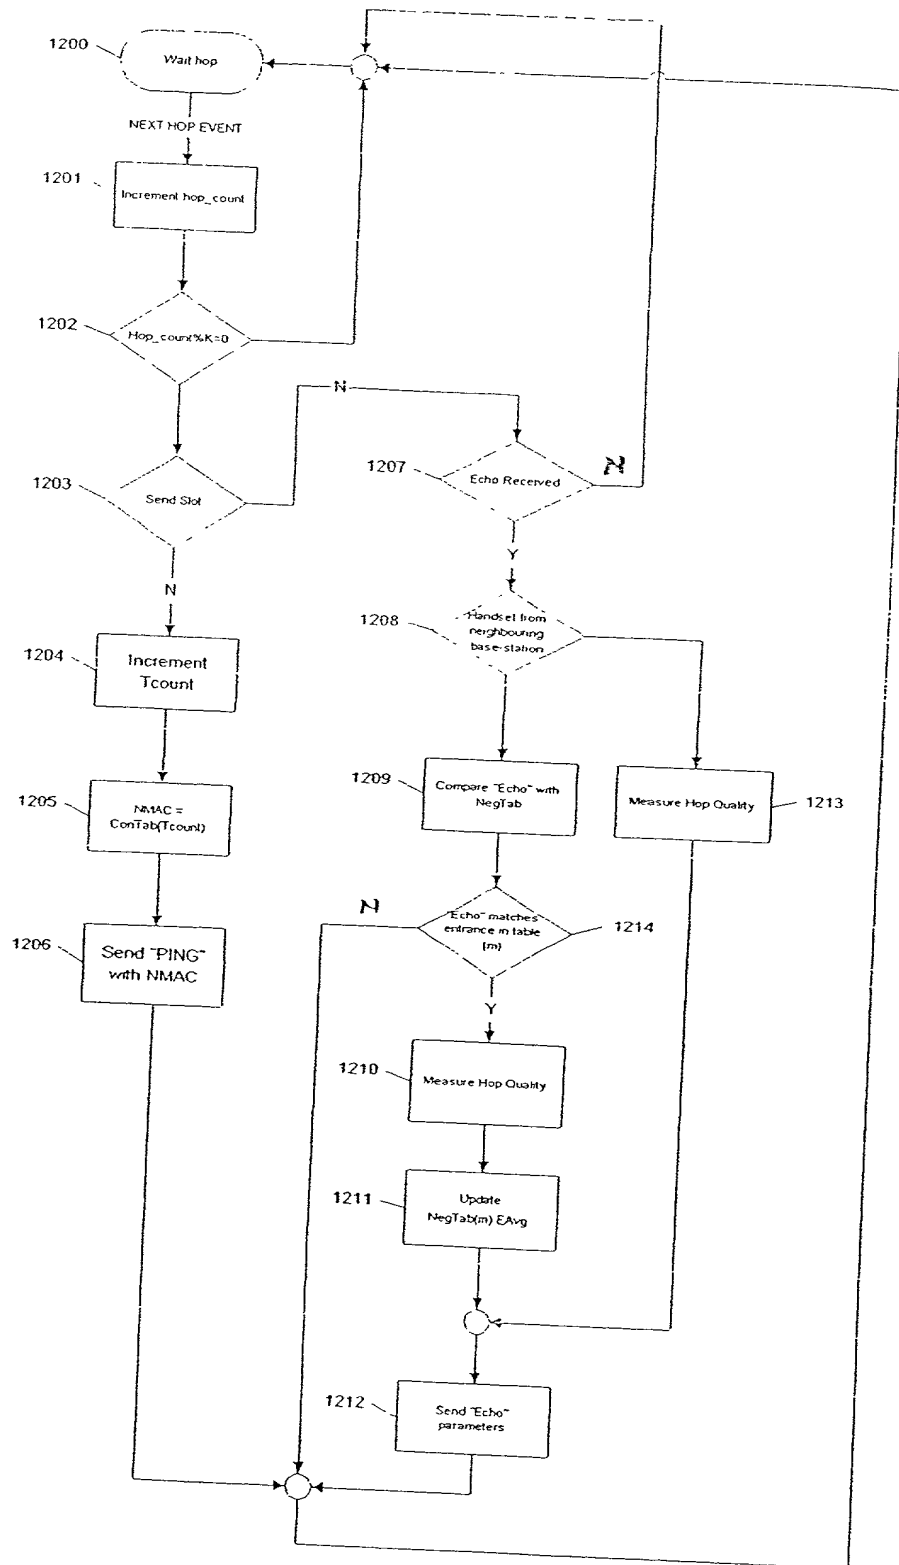 1200
Wait hop
NEXT HOP EVENT
1201
Increment hop_count
1202
Hop_count%K=0
N
1203
Send Slot
1207
Echo Received
N
N
Y
1208
Handset from
neighbouring
base-station
1204
Increment
Tcount
1205
NMAC =
ConTab(Tcount)
1209
Compare "Echo" with
NegTab
Measure Hop Quality
1213
1206
Send "PING"
with NMAC
N
"Echo" matches
entrance in table
(m)
1214
Y
1210
Measure Hop Quality
1211
Update
NegTab(m) EAvg
1212
Send "Echo"
parameters